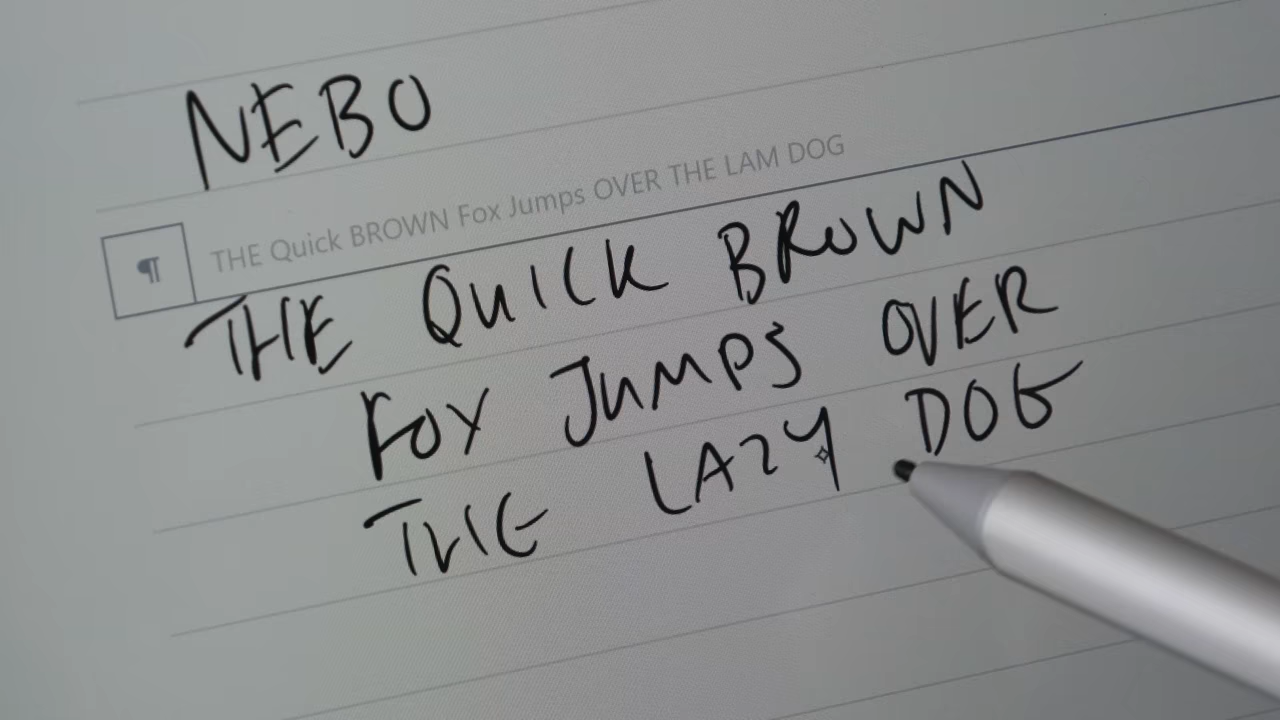 NEBO
¶ THE Quick BROWN Fox Jumps OVER THE LAM DOG
THE QUICK BROWN
FOX JUMPS OVER
THE LAZY DOG